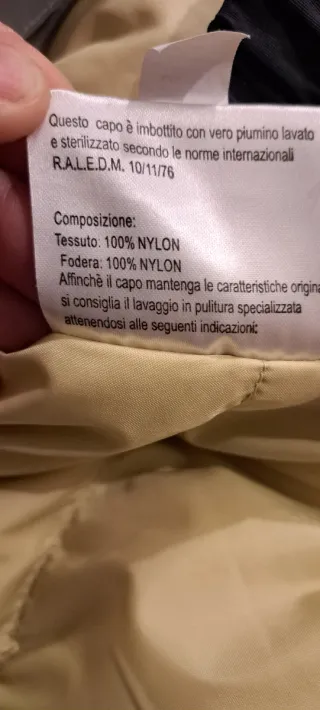 Questo capo è imbottito con vero piumino lavato
e sterilizzato secondo le norme internazionali
R.A.L.E.D.M. 10/11/76
Composizione:
Tessuto: 100% NYLON
Fodera: 100% NYLON
Affinchè il capo mantenga le caratteristiche origina
si consiglia il lavaggio in pulitura specializzata
attenendosi alle seguenti indicazioni: